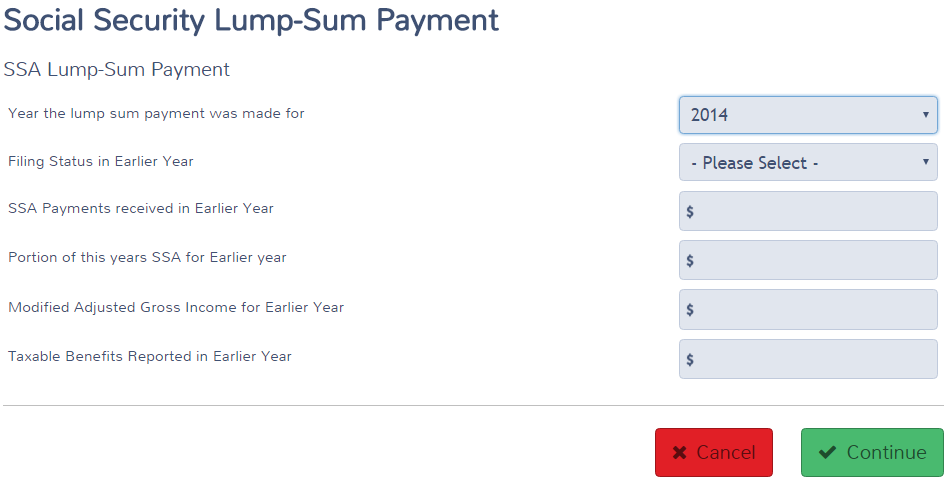 Social Security Lump-Sum Payment
SSA Lump-Sum Payment
Year the lump sum payment was made for
2014
Filing Status in Earlier Year
- Please Select -
SSA Payments received in Earlier Year
$
Portion of this years SSA for Earlier year
$
Modified Adjusted Gross Income for Earlier Year
$
Taxable Benefits Reported in Earlier Year
$
Cancel
Continue